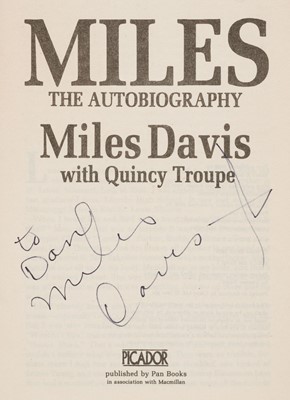 MILES
THE AUTOBIOGRAPHY
Miles Davis
with Quincy Troupe
to
Dan
Miles
Davis
PICADOR
published by Pan Books
in association with Macmillan